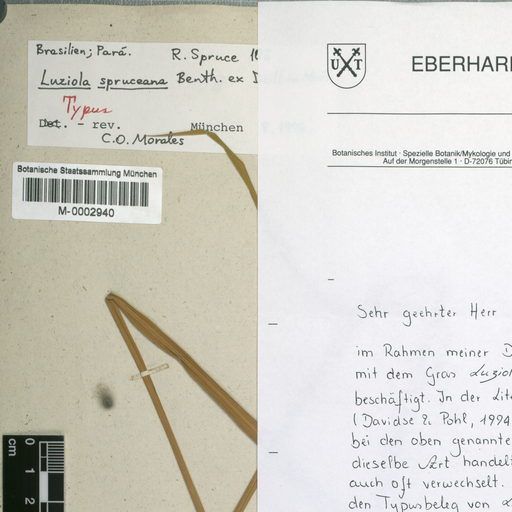 Brasilien; Pará.
R. Spruce
Luziola spruceana Benth. ex
Typus
Det. - rev.
München
C.O. Morales
Botanische Staatssammlung München
M-0002940
cm
0
1
2
U T
EBERHARD
Botanisches Institut · Spezielle Botanik/Mykologie und
Auf der Morgenstelle 1 · D-72076 Tübin
Sehr geehrter Herr
im Rahmen meiner D
mit dem Gras Luziol
beschäftigt. In der Lit
(Davidse & Pohl, 1994
bei den oben genannte
dieselbe Art handel
auch oft verwechselt.
den Typusbeleg von